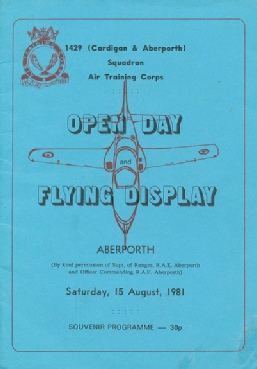 1429 (Cardigan & Aberporth)
Squadron
Air Training Corps
OPEN DAY
and
FLYING DISPLAY
ABERPORTH
(By kind permission of Supt. of Ranges, R.A.E. Aberporth
and Officer Commanding, R.A.F. Aberporth)
Saturday, 15 August, 1981
SOUVENIR PROGRAMME — 30p